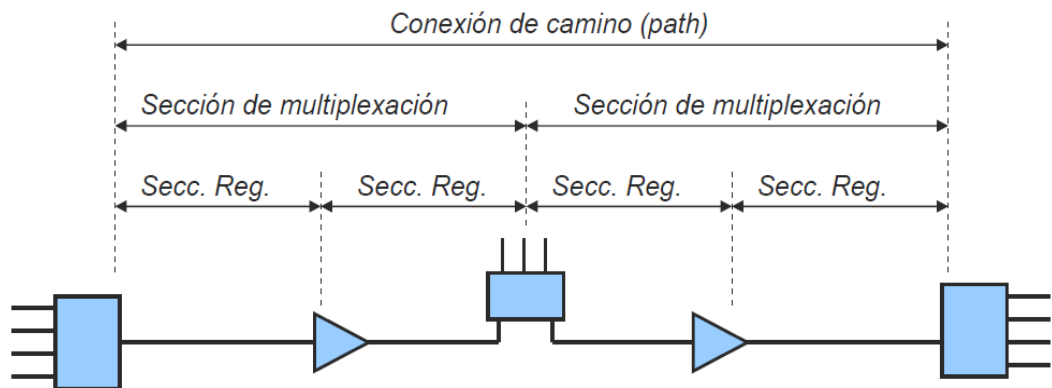 Conexión de camino (path)
Sección de multiplexación
Sección de multiplexación
Secc. Reg.
Secc. Reg.
Secc. Reg.
Secc. Reg.